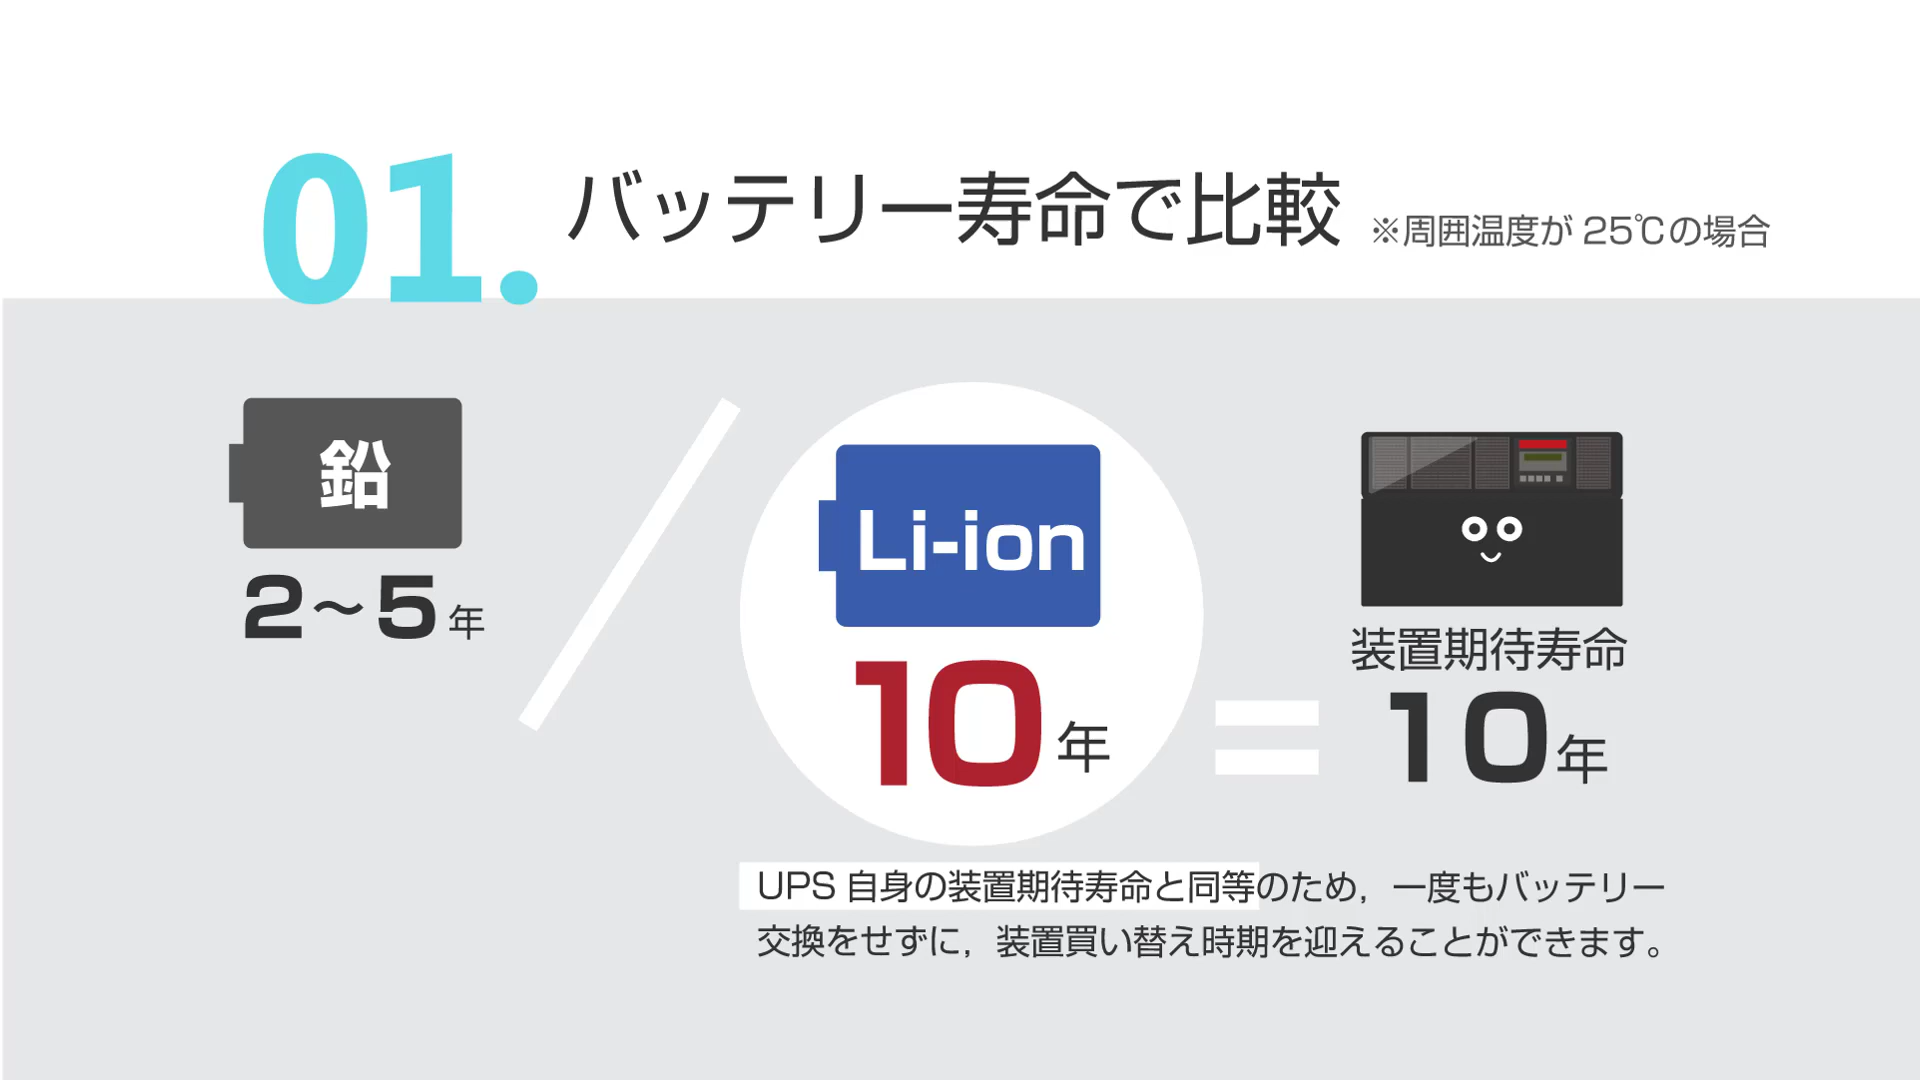 01. バッテリー寿命で比較 ※周囲温度が 25℃の場合
鉛
2～5年
Li-ion
10年
=
装置期待寿命
10年
UPS 自身の装置期待寿命と同等のため，一度もバッテリー
交換をせずに，装置買い替え時期を迎えることができます。